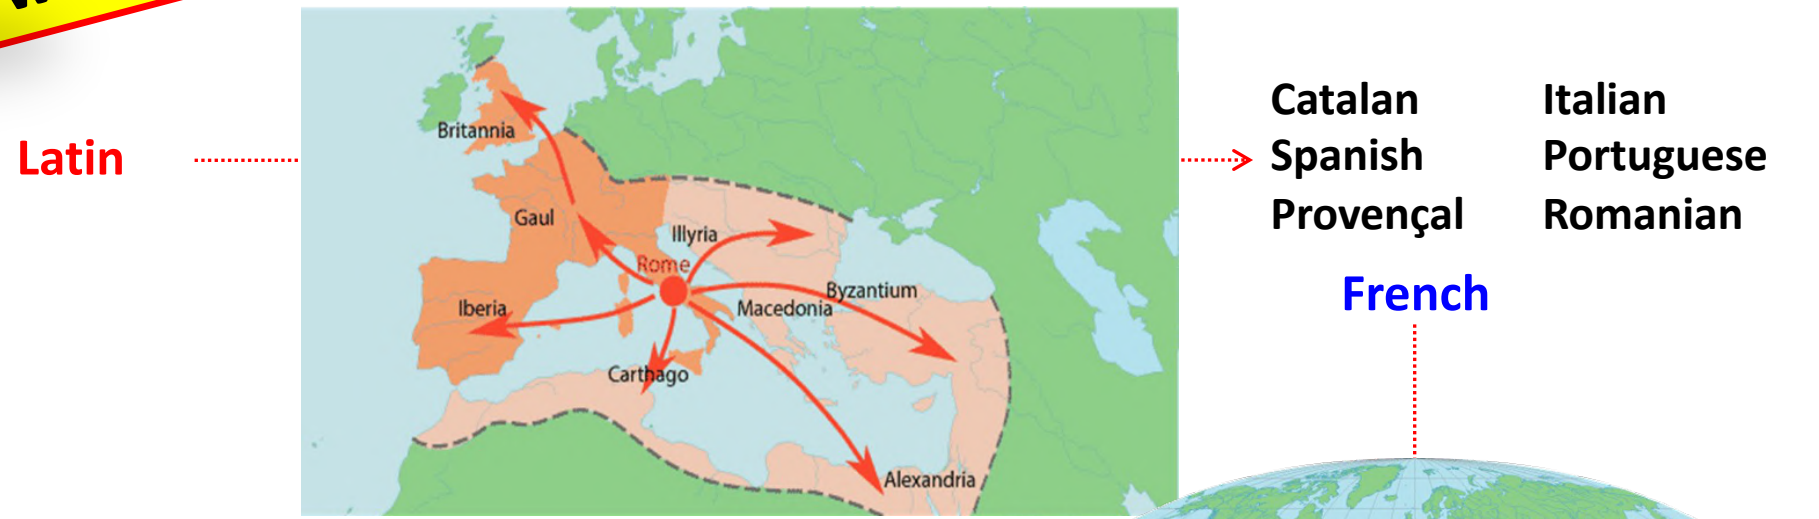 Latin
Britannia
Gaul
Illyria
Rome
Iberia
Byzantium
Macedonia
Carthago
Alexandria
Catalan Italian
Spanish Portuguese
Provençal Romanian
French